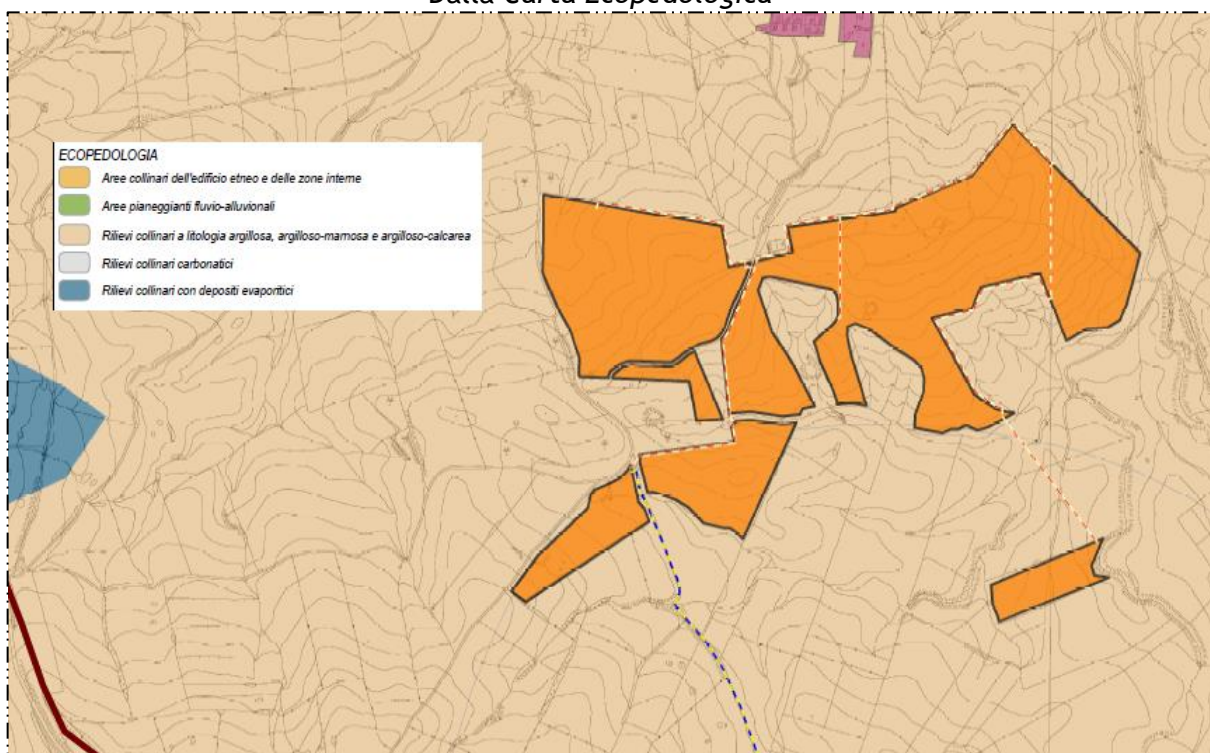 Dalla Carta Ecopedologica
ECOPEDOLOGIA
Aree collinari dell'edificio etneo e delle zone interne
Aree pianeggianti fluvio-alluvionali
Rilievi collinari a litologia argillosa, argilloso-marnosa e argilloso-calcarea
Rilievi collinari carbonatici
Rilievi collinari con depositi evaporitici